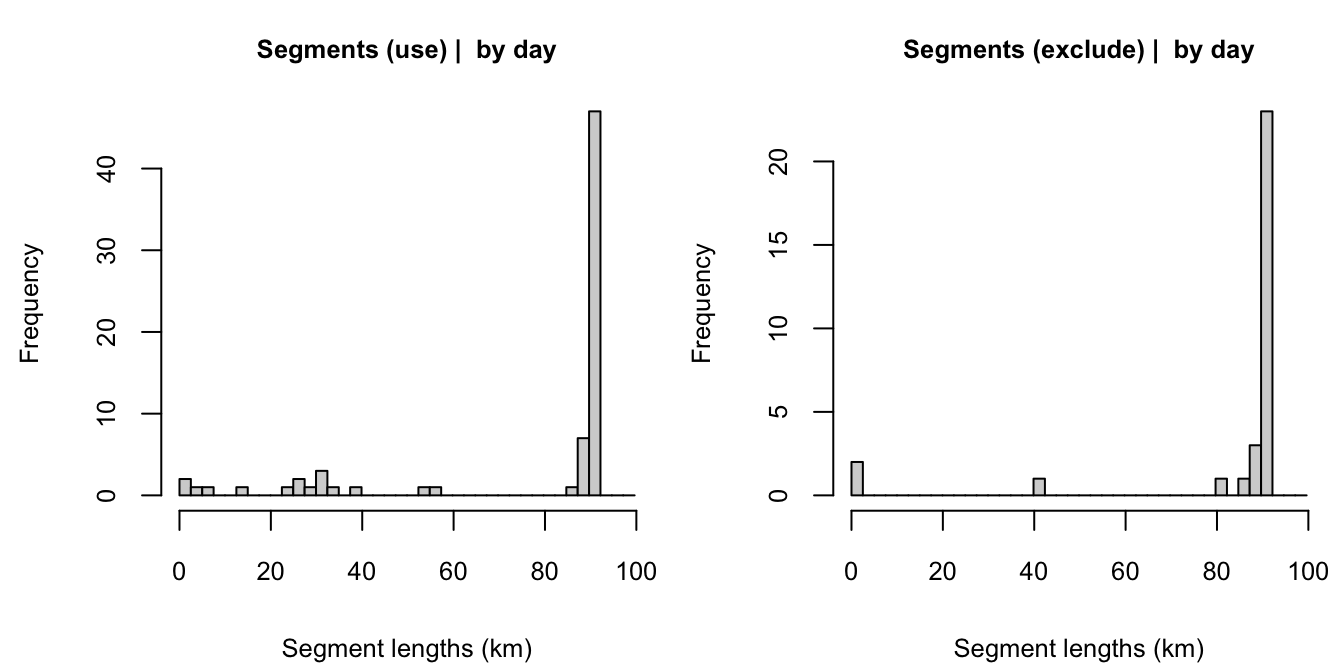 Segments (use) |  by day
Frequency
0
10
20
30
40
0 20 40 60 80 100
Segment lengths (km)
Segments (exclude) |  by day
Frequency
0
5
10
15
20
0 20 40 60 80 100
Segment lengths (km)